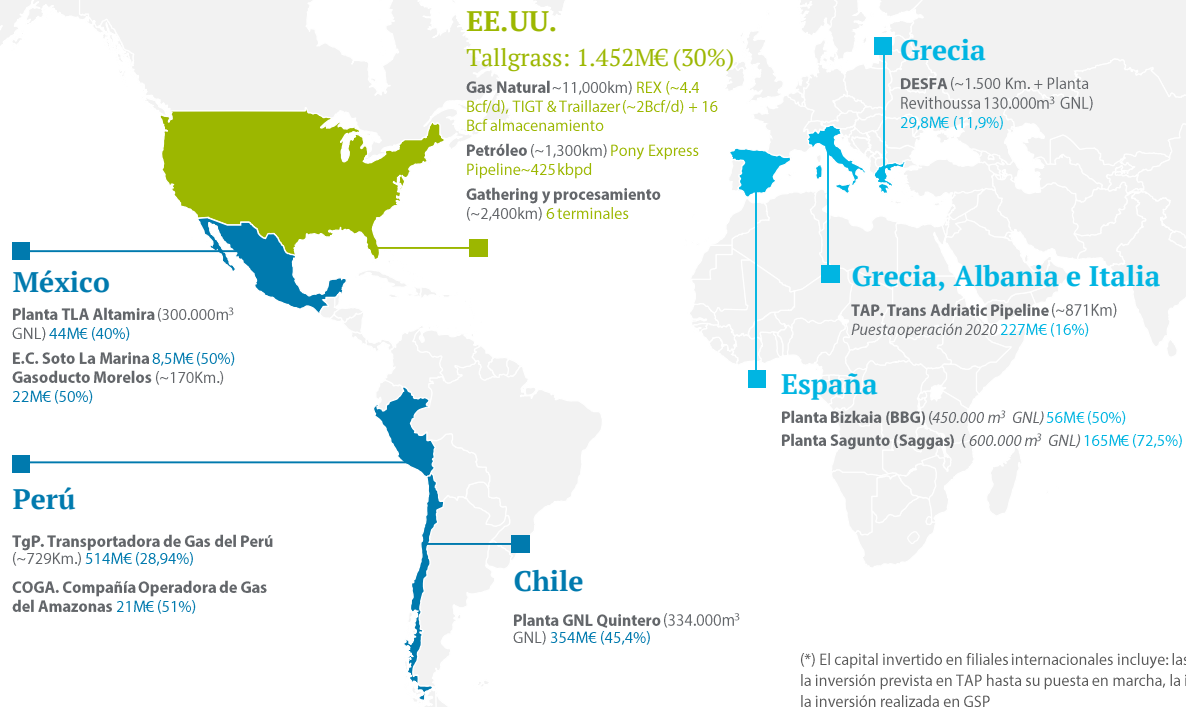 EE.UU.
Tallgrass: 1.452M€ (30%)
Gas Natural ~11,000km) REX (~4.4
Bcf/d), TIGT & Traillazer (~2Bcf/d) + 16
Bcf almacenamiento
Petróleo (~1,300km) Pony Express
Pipeline~425kbpd
Gathering y procesamiento
(~2,400km) 6 terminales
Grecia
DESFA (~1.500 Km. + Planta
Revithoussa 130.000m³ GNL)
29,8M€ (11,9%)
México
Planta TLA Altamira (300.000m³
GNL) 44M€ (40%)
E.C. Soto La Marina 8,5M€ (50%)
Gasoducto Morelos (~170Km.)
22M€ (50%)
Grecia, Albania e Italia
TAP. Trans Adriatic Pipeline (~871Km)
Puesta operación 2020 227M€ (16%)
España
Planta Bizkaia (BBG) (450.000 m³ GNL) 56M€ (50%)
Planta Sagunto (Saggas) ( 600.000 m³ GNL) 165M€ (72,5%)
Perú
TgP. Transportadora de Gas del Perú
(~729Km.) 514M€ (28,94%)
COGA. Compañía Operadora de Gas
del Amazonas 21M€ (51%)
Chile
Planta GNL Quintero (334.000m³
GNL) 354M€ (45,4%)
(*) El capital invertido en filiales internacionales incluye:
la inversión prevista en TAP hasta su puesta en marcha, la
la inversión realizada en GSP